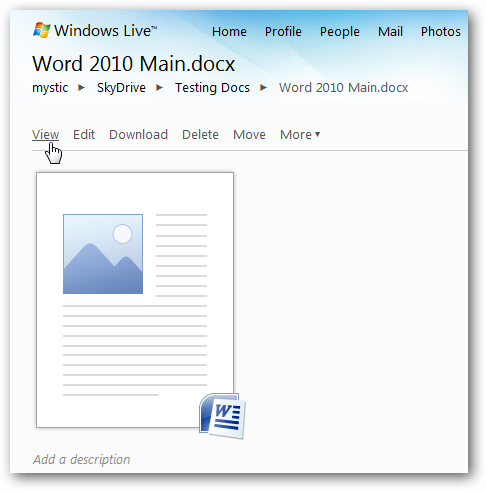 Windows Live™ Home Profile People Mail Photos
Word 2010 Main.docx
mystic ► SkyDrive ► Testing Docs ► Word 2010 Main.docx
View Edit Download Delete Move More ▾
W
Add a description